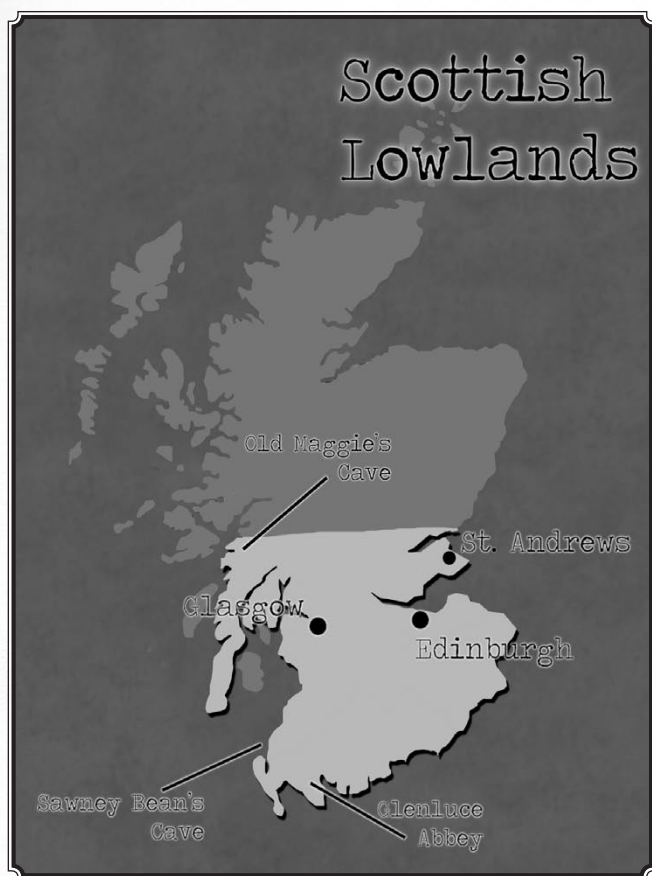 Scottish
Lowlands
Old Maggie's
Cave
St. Andrews
Glasgow
Edinburgh
Sawney Bean's
Cave
Glenluce
Abbey